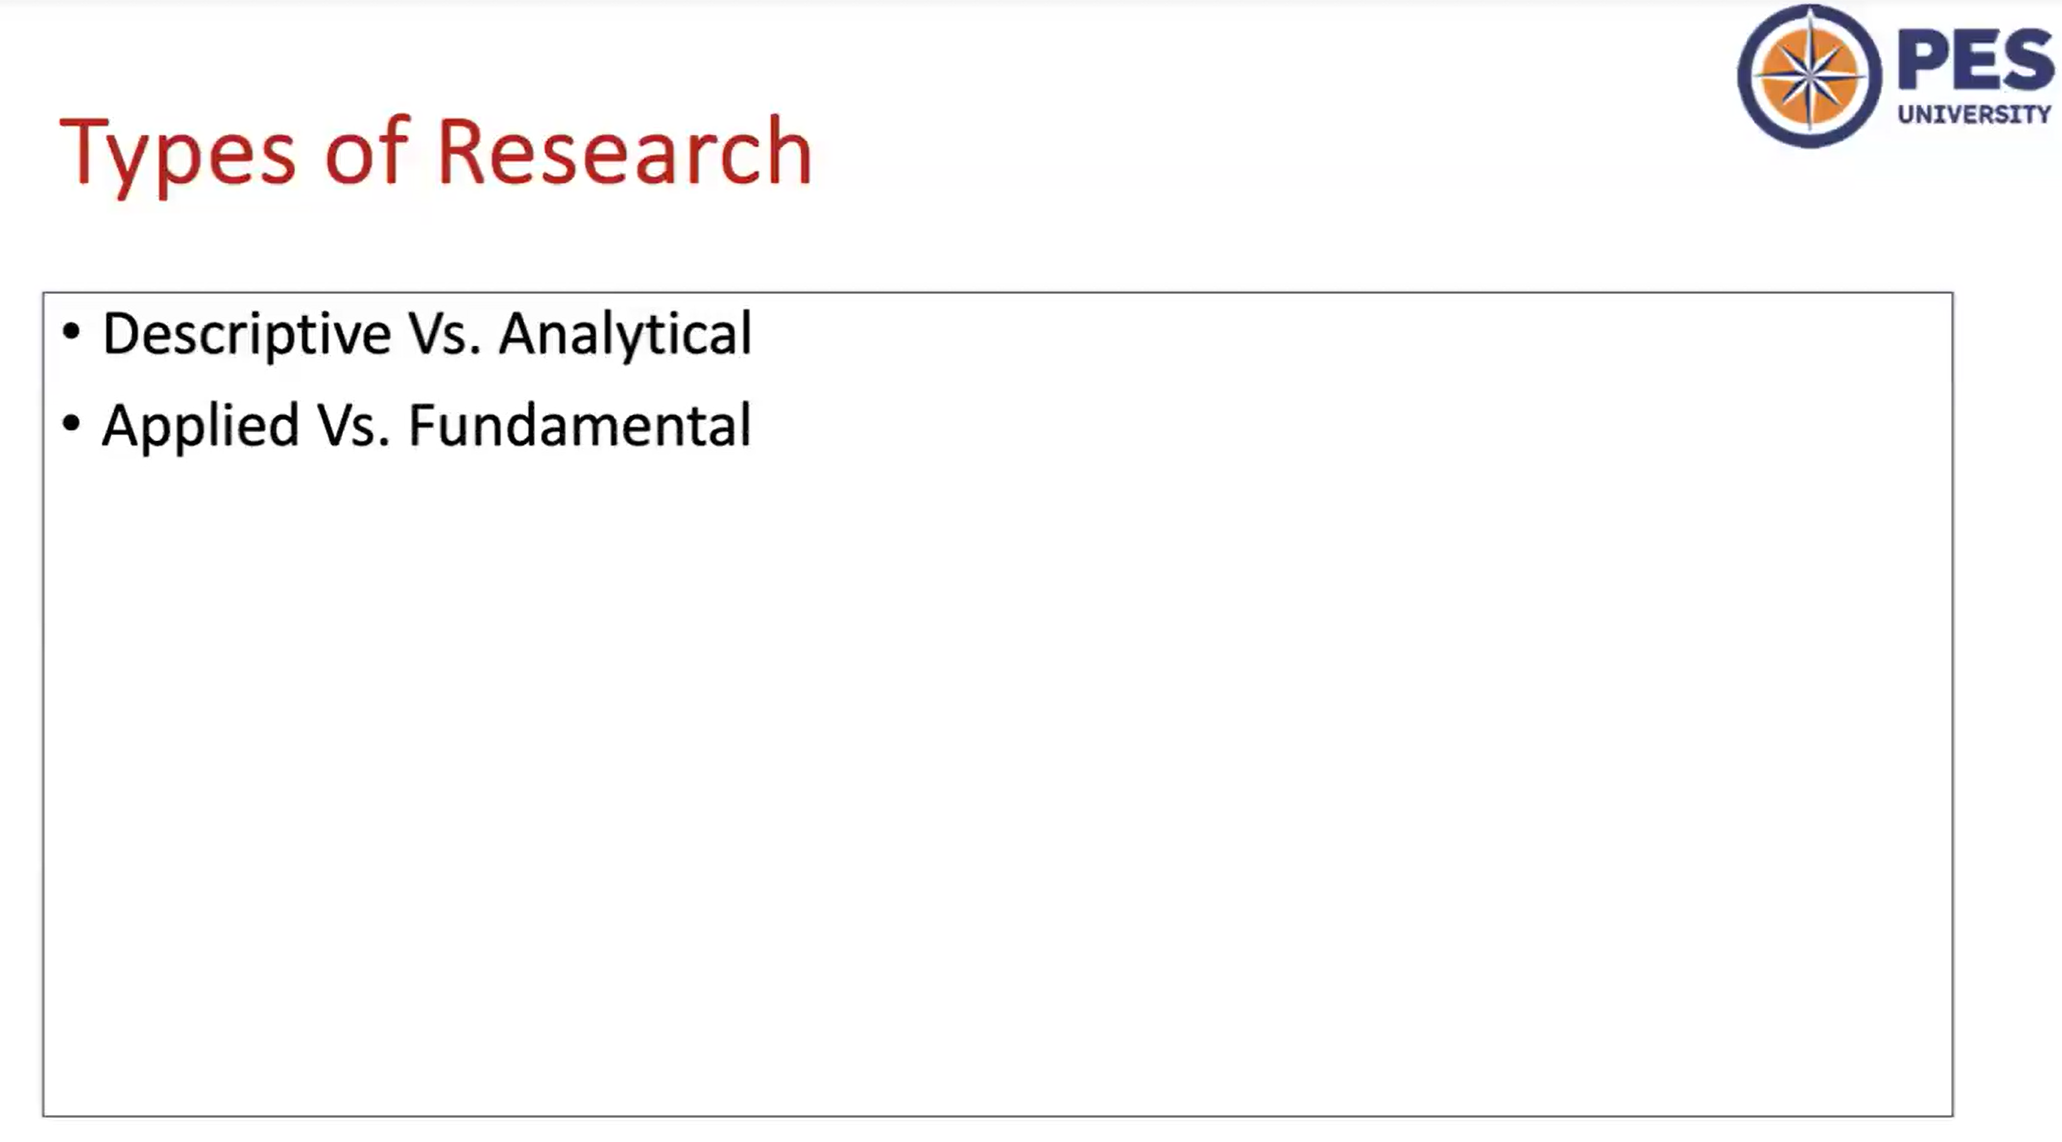 PES
UNIVERSITY
Types of Research
• Descriptive Vs. Analytical
• Applied Vs. Fundamental